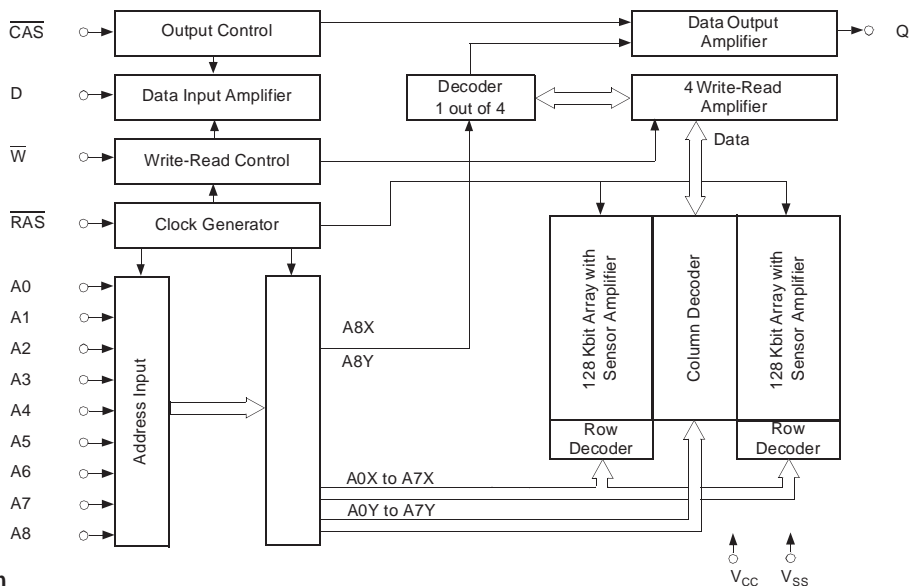 CAS
Output Control
Data Output
Amplifier
Q
D
Data Input Amplifier
Decoder
1 out of 4
4 Write-Read
Amplifier
W
Write-Read Control
Data
RAS
Clock Generator
A0
A1
A2
A3
A4
A5
A6
A7
A8
Address Input
A8X
A8Y
128 Kbit Array with
Sensor Amplifier
Column Decoder
128 Kbit Array with
Sensor Amplifier
Row
Decoder
Row
Decoder
A0X to A7X
A0Y to A7Y
VCC
VSS